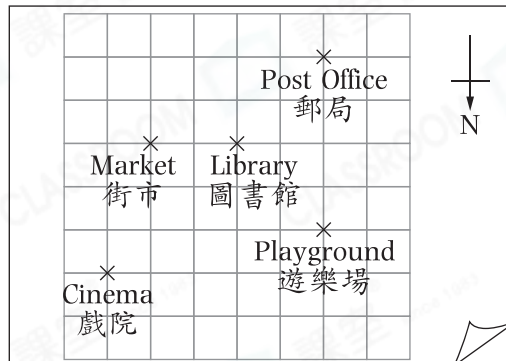 Post Office
郵局
N
Market
街市
Library
圖書館
Playground
遊樂場
Cinema
戲院